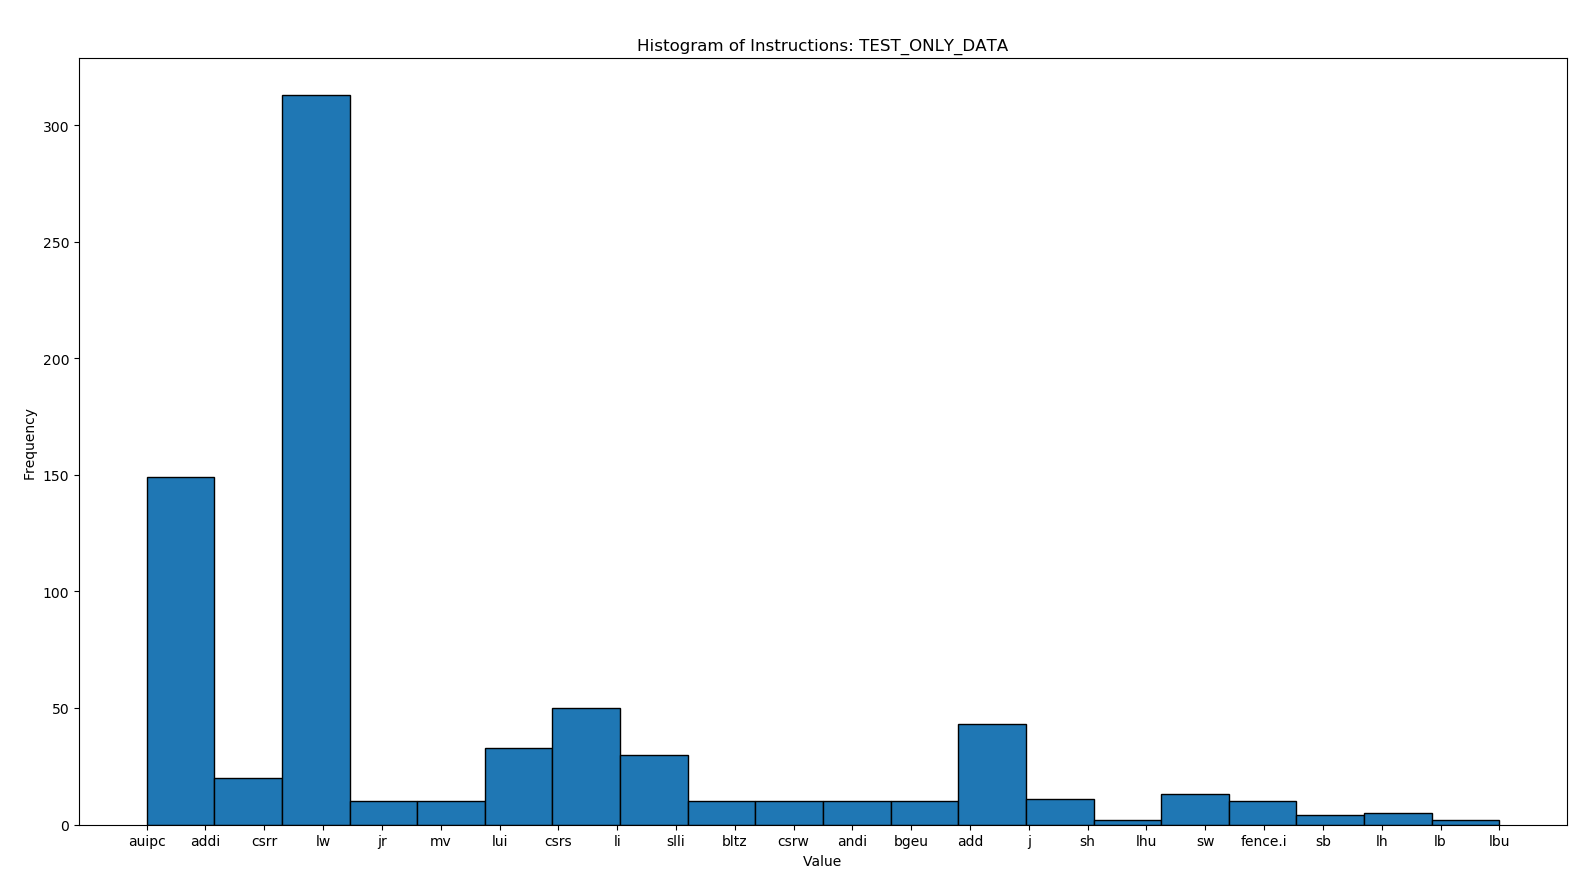 Histogram of Instructions: TEST_ONLY_DATA
300
250
200
150
100
50
0
Frequency
auipc addi csrr lw jr mv lui csrs li slli bltz csrw andi bgeu add j sh lhu sw fence.i sb lh lb lbu
Value